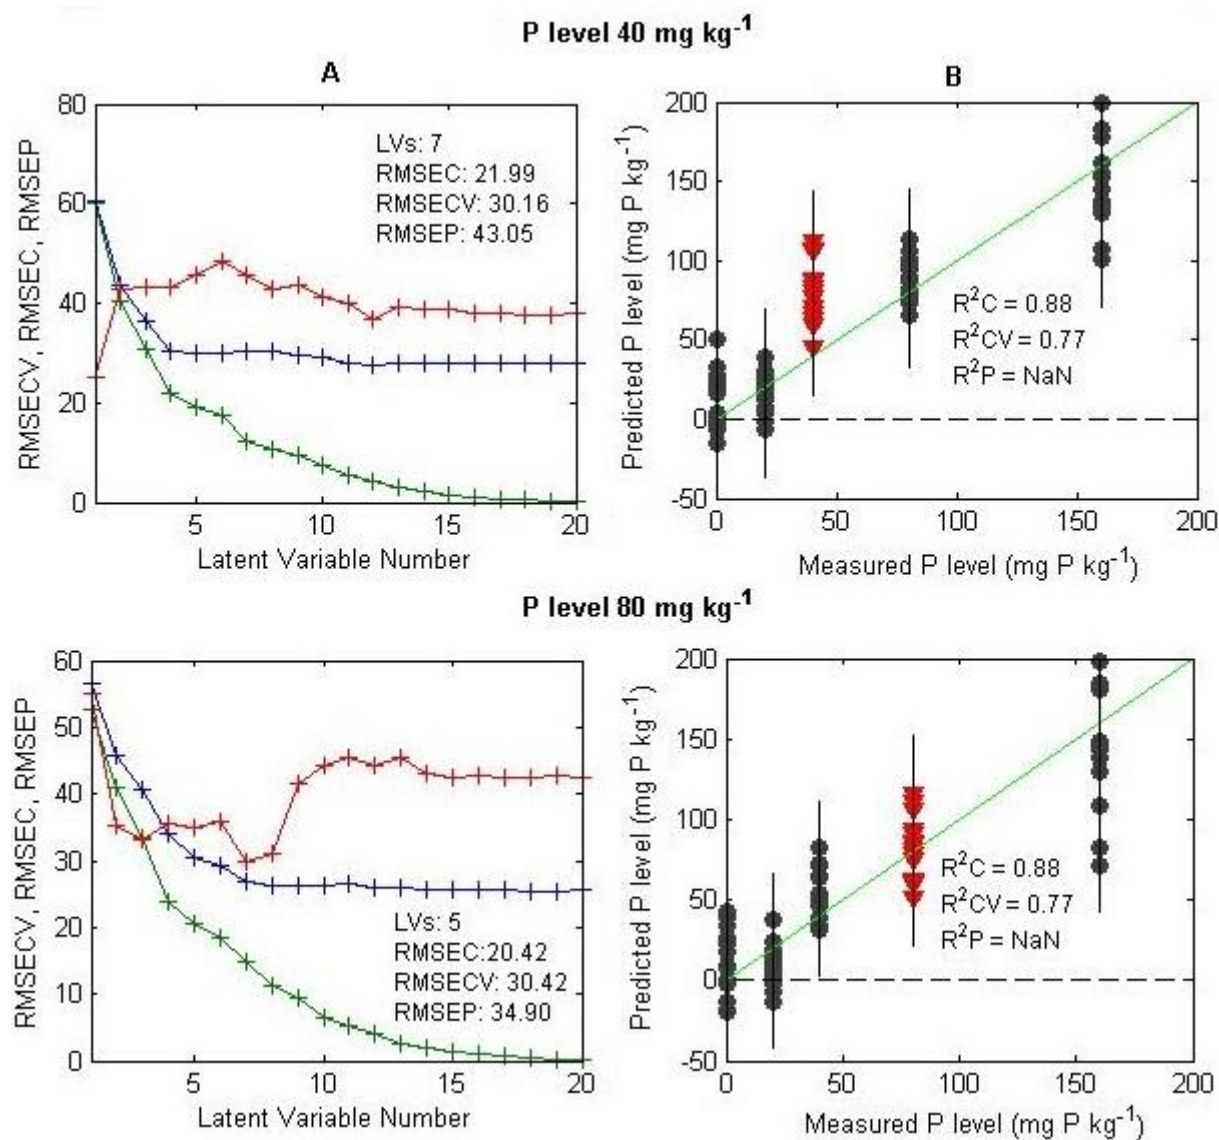 P level 40 mg kg⁻¹
A
B
RMSECV, RMSEC, RMSEP
80
60
40
20
0
LVs: 7
RMSEC: 21.99
RMSECV: 30.16
RMSEP: 43.05
5
10
15
20
Latent Variable Number
Predicted P level (mg P kg⁻¹)
200
150
100
50
0
-50
R²C = 0.88
R²CV = 0.77
R²P = NaN
0
50
100
150
200
Measured P level (mg P kg⁻¹)
P level 80 mg kg⁻¹
RMSECV, RMSEC, RMSEP
60
50
40
30
20
10
0
LVs: 5
RMSEC:20.42
RMSECV: 30.42
RMSEP: 34.90
5
10
15
20
Latent Variable Number
Predicted P level (mg P kg⁻¹)
200
150
100
50
0
-50
R²C = 0.88
R²CV = 0.77
R²P = NaN
0
50
100
150
200
Measured P level (mg P kg⁻¹)